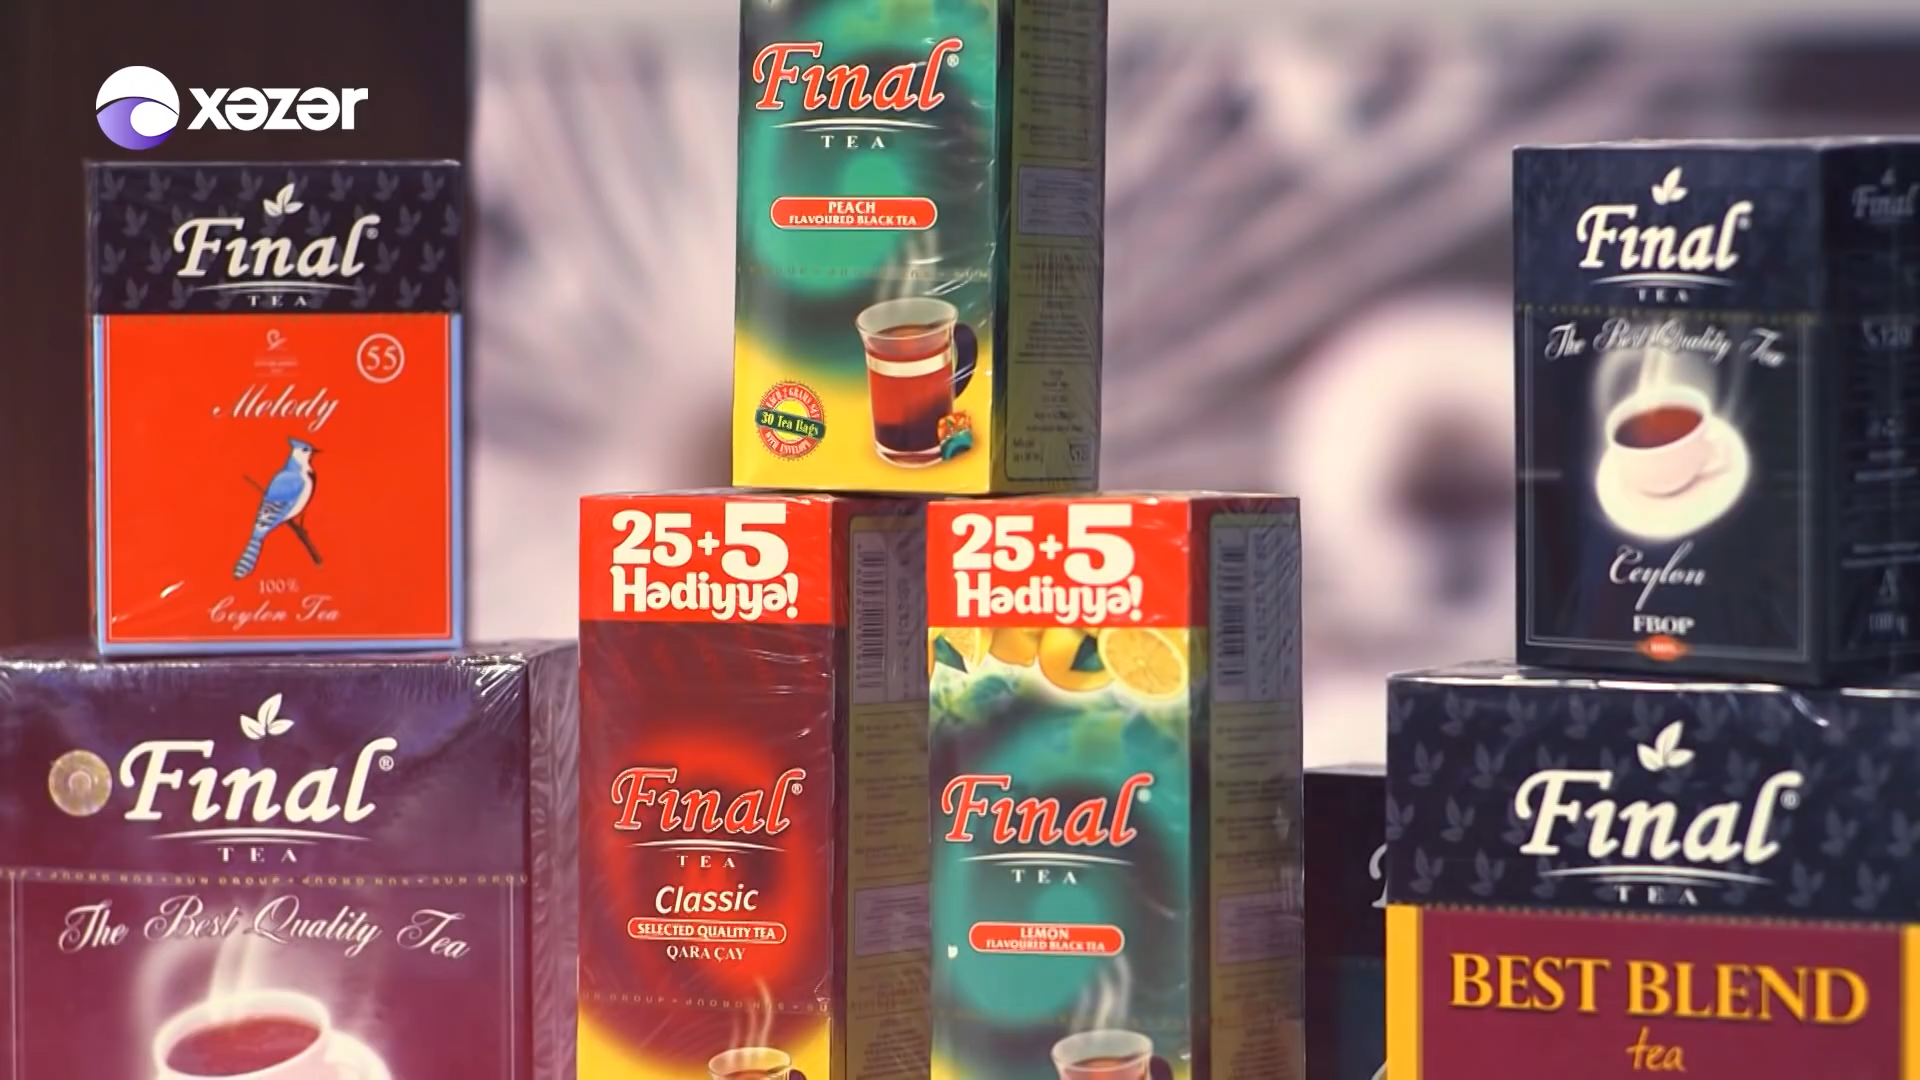 xəzər
Final®
TEA
55
Melody
100%
Ceylon Tea
Final®
TEA
PEACH
FLAVOURED BLACK TEA
30 Tea Bags
WITH ENVELOPE
Final®
TEA
The Best Quality Tea
Ceylon
FBOP
100%
Final
Final®
TEA
The Best Quality Tea
25+5
Hədiyyə!
Final®
TEA
Classic
SELECTED QUALITY TEA
QARA ÇAY
25+5
Hədiyyə!
Final®
TEA
LEMON
FLAVOURED BLACK TEA
Final®
TEA
BEST BLEND
tea